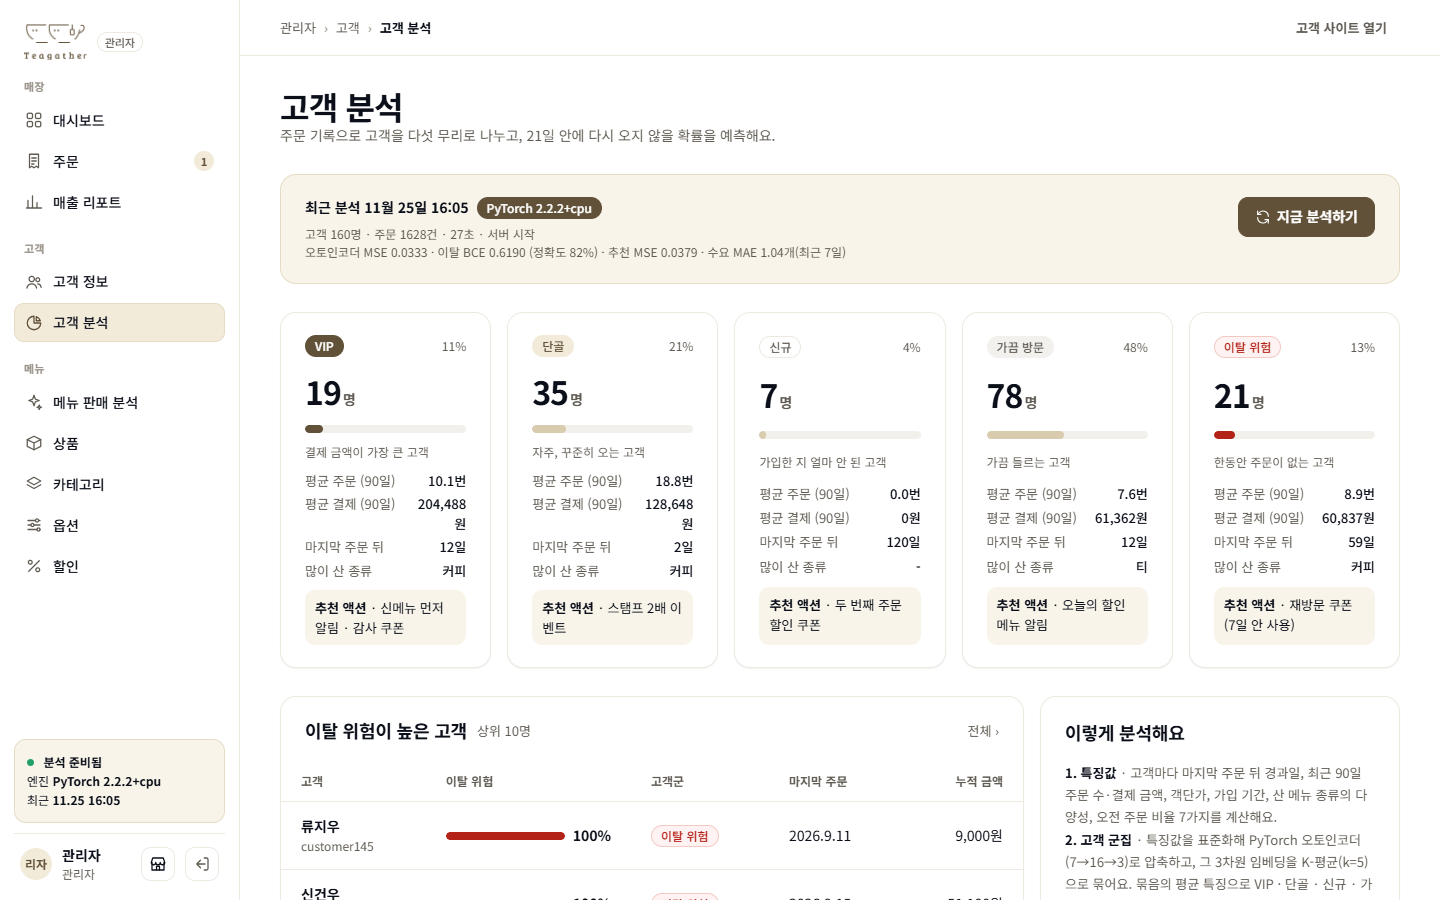 Teagather
관리자
매장
대시보드
주문
1
매출 리포트
고객
고객 정보
고객 분석
메뉴
메뉴 판매 분석
상품
카테고리
옵션
할인
분석 준비됨
엔진 PyTorch 2.2.2+cpu
최근 11.25 16:05
리자
관리자
관리자
관리자 › 고객 › 고객 분석
고객 사이트 열기
고객 분석
주문 기록으로 고객을 다섯 무리로 나누고, 21일 안에 다시 오지 않을 확률을 예측해요.
최근 분석 11월 25일 16:05
PyTorch 2.2.2+cpu
고객 160명 · 주문 1628건 · 27초 · 서버 시작
오토인코더 MSE 0.0333 · 이탈 BCE 0.6190 (정확도 82%) · 추천 MSE 0.0379 · 수요 MAE 1.04개(최근 7일)
지금 분석하기
VIP
11%
19명
결제 금액이 가장 큰 고객
평균 주문 (90일) 10.1번
평균 결제 (90일) 204,488
원
마지막 주문 뒤 12일
많이 산 종류 커피
추천 액션 · 신메뉴 먼저
알림 · 감사 쿠폰
단골
21%
35명
자주, 꾸준히 오는 고객
평균 주문 (90일) 18.8번
평균 결제 (90일) 128,648
원
마지막 주문 뒤 2일
많이 산 종류 커피
추천 액션 · 스탬프 2배 이
벤트
신규
4%
7명
가입한 지 얼마 안 된 고객
평균 주문 (90일) 0.0번
평균 결제 (90일) 0원
마지막 주문 뒤 120일
많이 산 종류 -
추천 액션 · 두 번째 주문
할인 쿠폰
가끔 방문
48%
78명
가끔 들르는 고객
평균 주문 (90일) 7.6번
평균 결제 (90일) 61,362원
마지막 주문 뒤 12일
많이 산 종류 티
추천 액션 · 오늘의 할인
메뉴 알림
이탈 위험
13%
21명
한동안 주문이 없는 고객
평균 주문 (90일) 8.9번
평균 결제 (90일) 60,837원
마지막 주문 뒤 59일
많이 산 종류 커피
추천 액션 · 재방문 쿠폰
(7일 안 사용)
이탈 위험이 높은 고객 상위 10명
전체 ›
고객 이탈 위험 고객군 마지막 주문 누적 금액
류지우
customer145
100%
이탈 위험
2026.9.11
9,000원
신건우
이렇게 분석해요
1. 특징값 · 고객마다 마지막 주문 뒤 경과일, 최근 90일
주문 수·결제 금액, 객단가, 가입 기간, 산 메뉴 종류의 다
양성, 오전 주문 비율 7가지를 계산해요.
2. 고객 군집 · 특징값을 표준화해 PyTorch 오토인코더
(7→16→3)로 압축하고, 그 3차원 임베딩을 K-평균(k=5)
으로 묶어요. 묶음의 평균 특징으로 VIP · 단골 · 신규 · 가